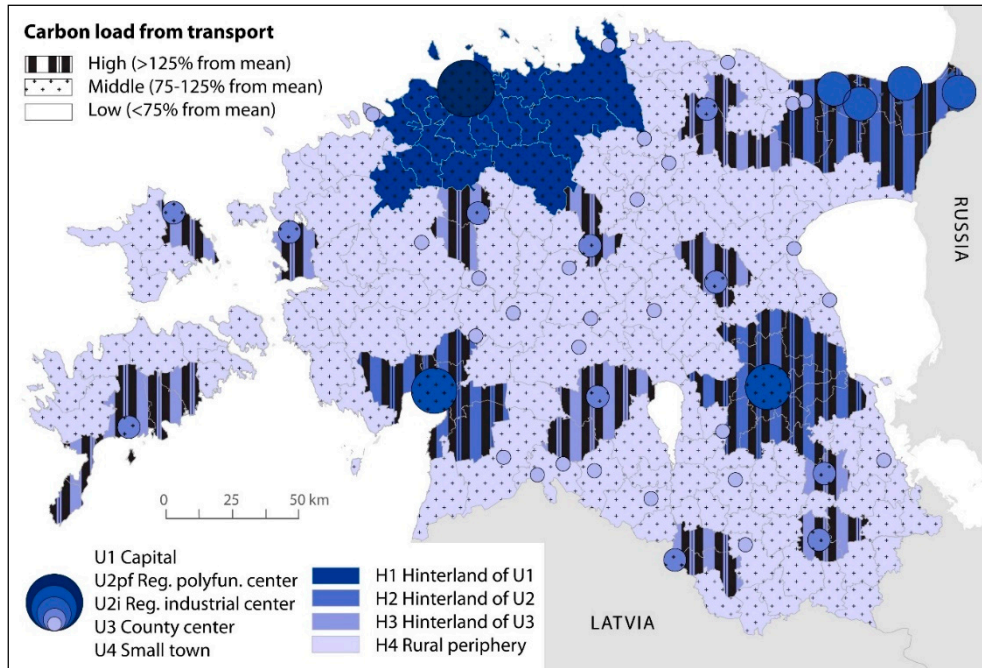 Carbon load from transport
High (>125% from mean)
Middle (75-125% from mean)
Low (<75% from mean)
RUSSIA
0 25 50 km
U1 Capital
U2pf Reg. polyfun. center
U2i Reg. industrial center
U3 County center
U4 Small town
H1 Hinterland of U1
H2 Hinterland of U2
H3 Hinterland of U3
H4 Rural periphery
LATVIA